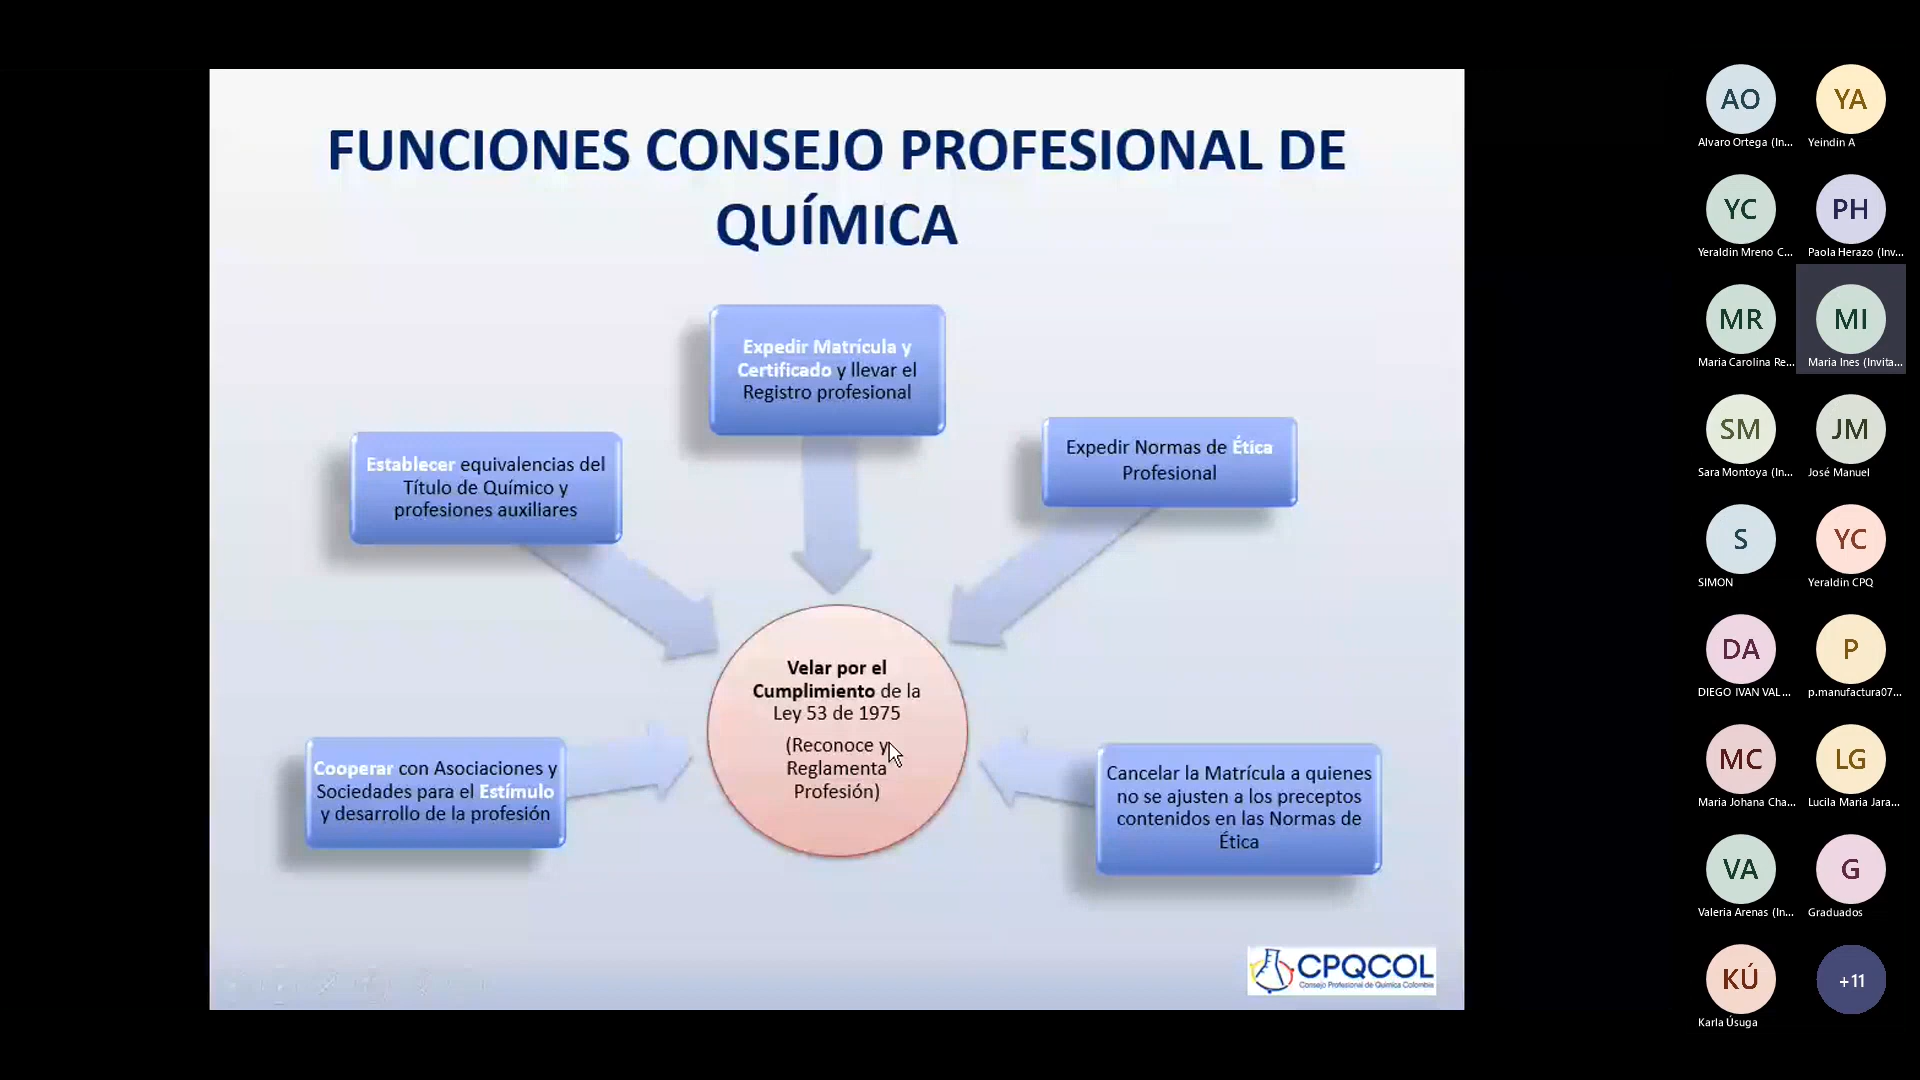 FUNCIONES CONSEJO PROFESIONAL DE
QUÍMICA
Expedir Matrícula y
Certificado y llevar el
Registro profesional
Establecer equivalencias del
Título de Químico y
profesiones auxiliares
Expedir Normas de Ética
Profesional
Velar por el
Cumplimiento de la
Ley 53 de 1975
(Reconoce y
Reglamenta
Profesión)
Cooperar con Asociaciones y
Sociedades para el Estímulo
y desarrollo de la profesión
Cancelar la Matrícula a quienes
no se ajusten a los preceptos
contenidos en las Normas de
Ética
CPQCOL
Consejo Profesional de Química Colombia
AO
Alvaro Ortega (In...
YA
Yeindin A
YC
Yeraldin Mreno C...
PH
Paola Herazo (Inv...
MR
Maria Carolina Re...
MI
Maria Ines (Invita...
SM
Sara Montoya (In...
JM
José Manuel
S
SIMON
YC
Yeraldin CPQ
DA
DIEGO IVAN VAL...
P
p.manufactura07...
MC
Maria Johana Cha...
LG
Lucila Maria Jara...
VA
Valeria Arenas (In...
G
Graduados
KÚ
Karla Úsuga
+11